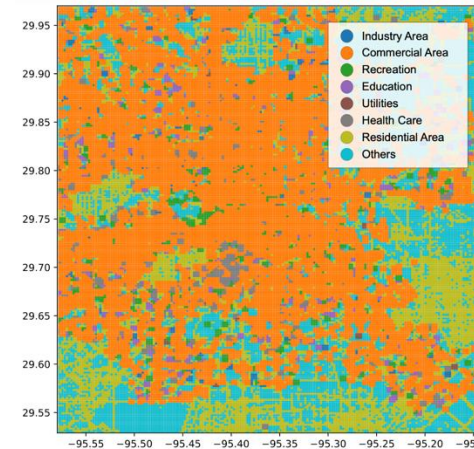 29.95
29.90
29.85
29.80
29.75
29.70
29.65
29.60
29.55
Industry Area
Commercial Area
Recreation
Education
Utilities
Health Care
Residential Area
Others
−95.55 −95.50 −95.45 −95.40 −95.35 −95.30 −95.25 −95.20